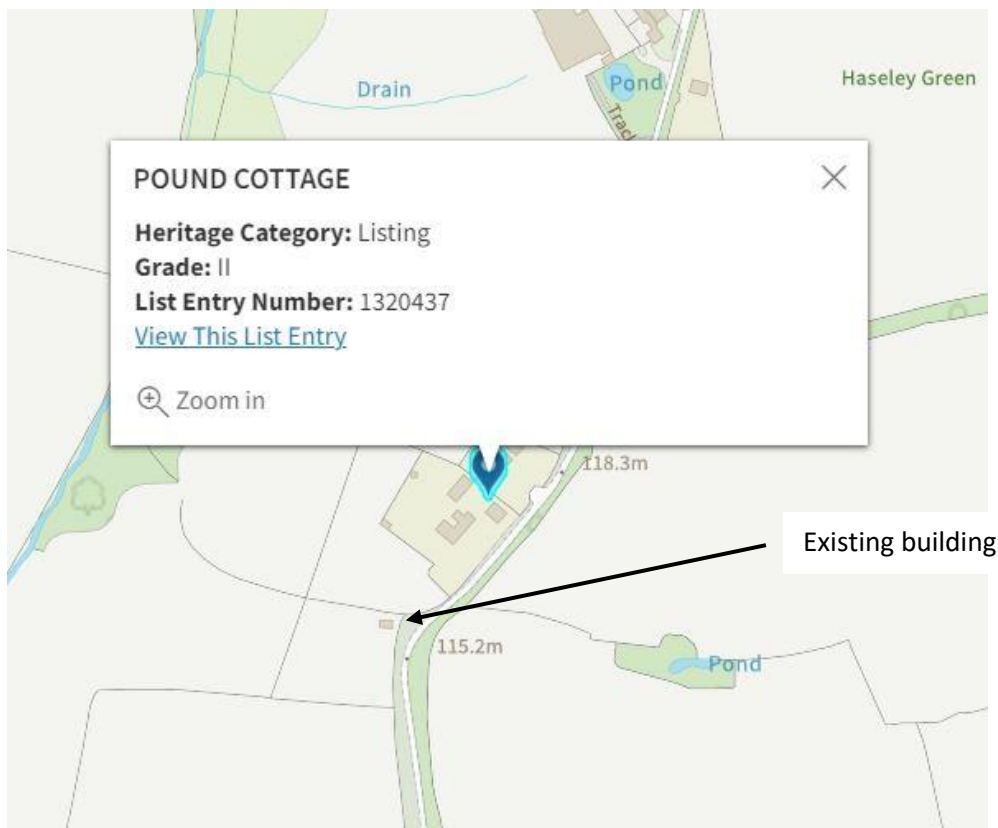 Drain
Pond
Haseley Green
Track
POUND COTTAGE
Heritage Category: Listing
Grade: II
List Entry Number: 1320437
View This List Entry
Zoom in
118.3m
Existing building
115.2m
Pond